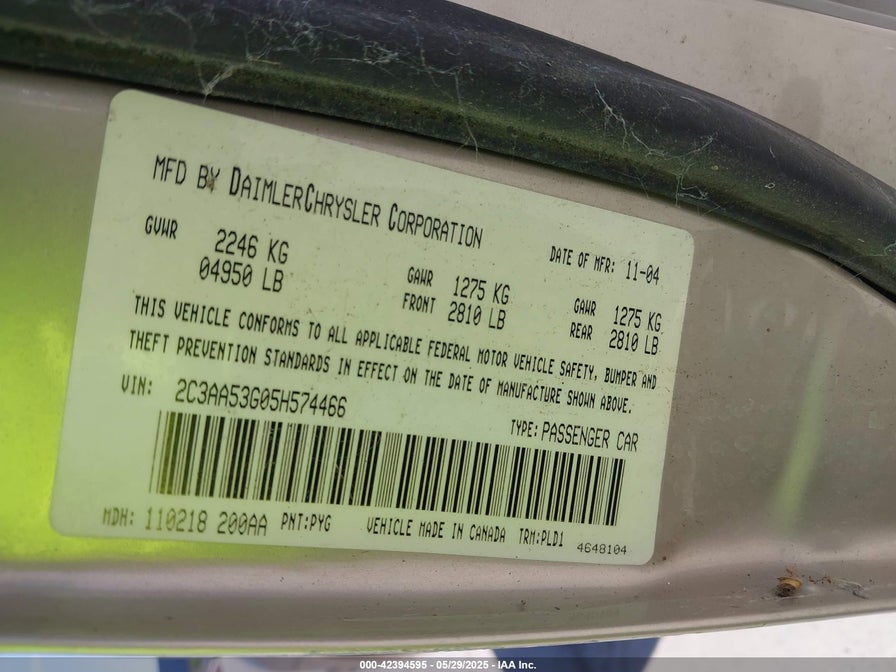 MFD BY DAIMLERCHRYSLER CORPORATION
DATE OF MFR: 11-04
GVWR 2246 KG
04950 LB
GAWR FRONT 1275 KG
2810 LB
GAWR REAR 1275 KG
2810 LB
THIS VEHICLE CONFORMS TO ALL APPLICABLE FEDERAL MOTOR VEHICLE SAFETY, BUMPER AND
THEFT PREVENTION STANDARDS IN EFFECT ON THE DATE OF MANUFACTURE SHOWN ABOVE.
VIN: 2C3AA53G05H574466
TYPE: PASSENGER CAR
MDH: 110218 200AA PNT:PYG VEHICLE MADE IN CANADA TRM:PLD1
4648104
000-42394595 - 05/29/2025 - IAA Inc.